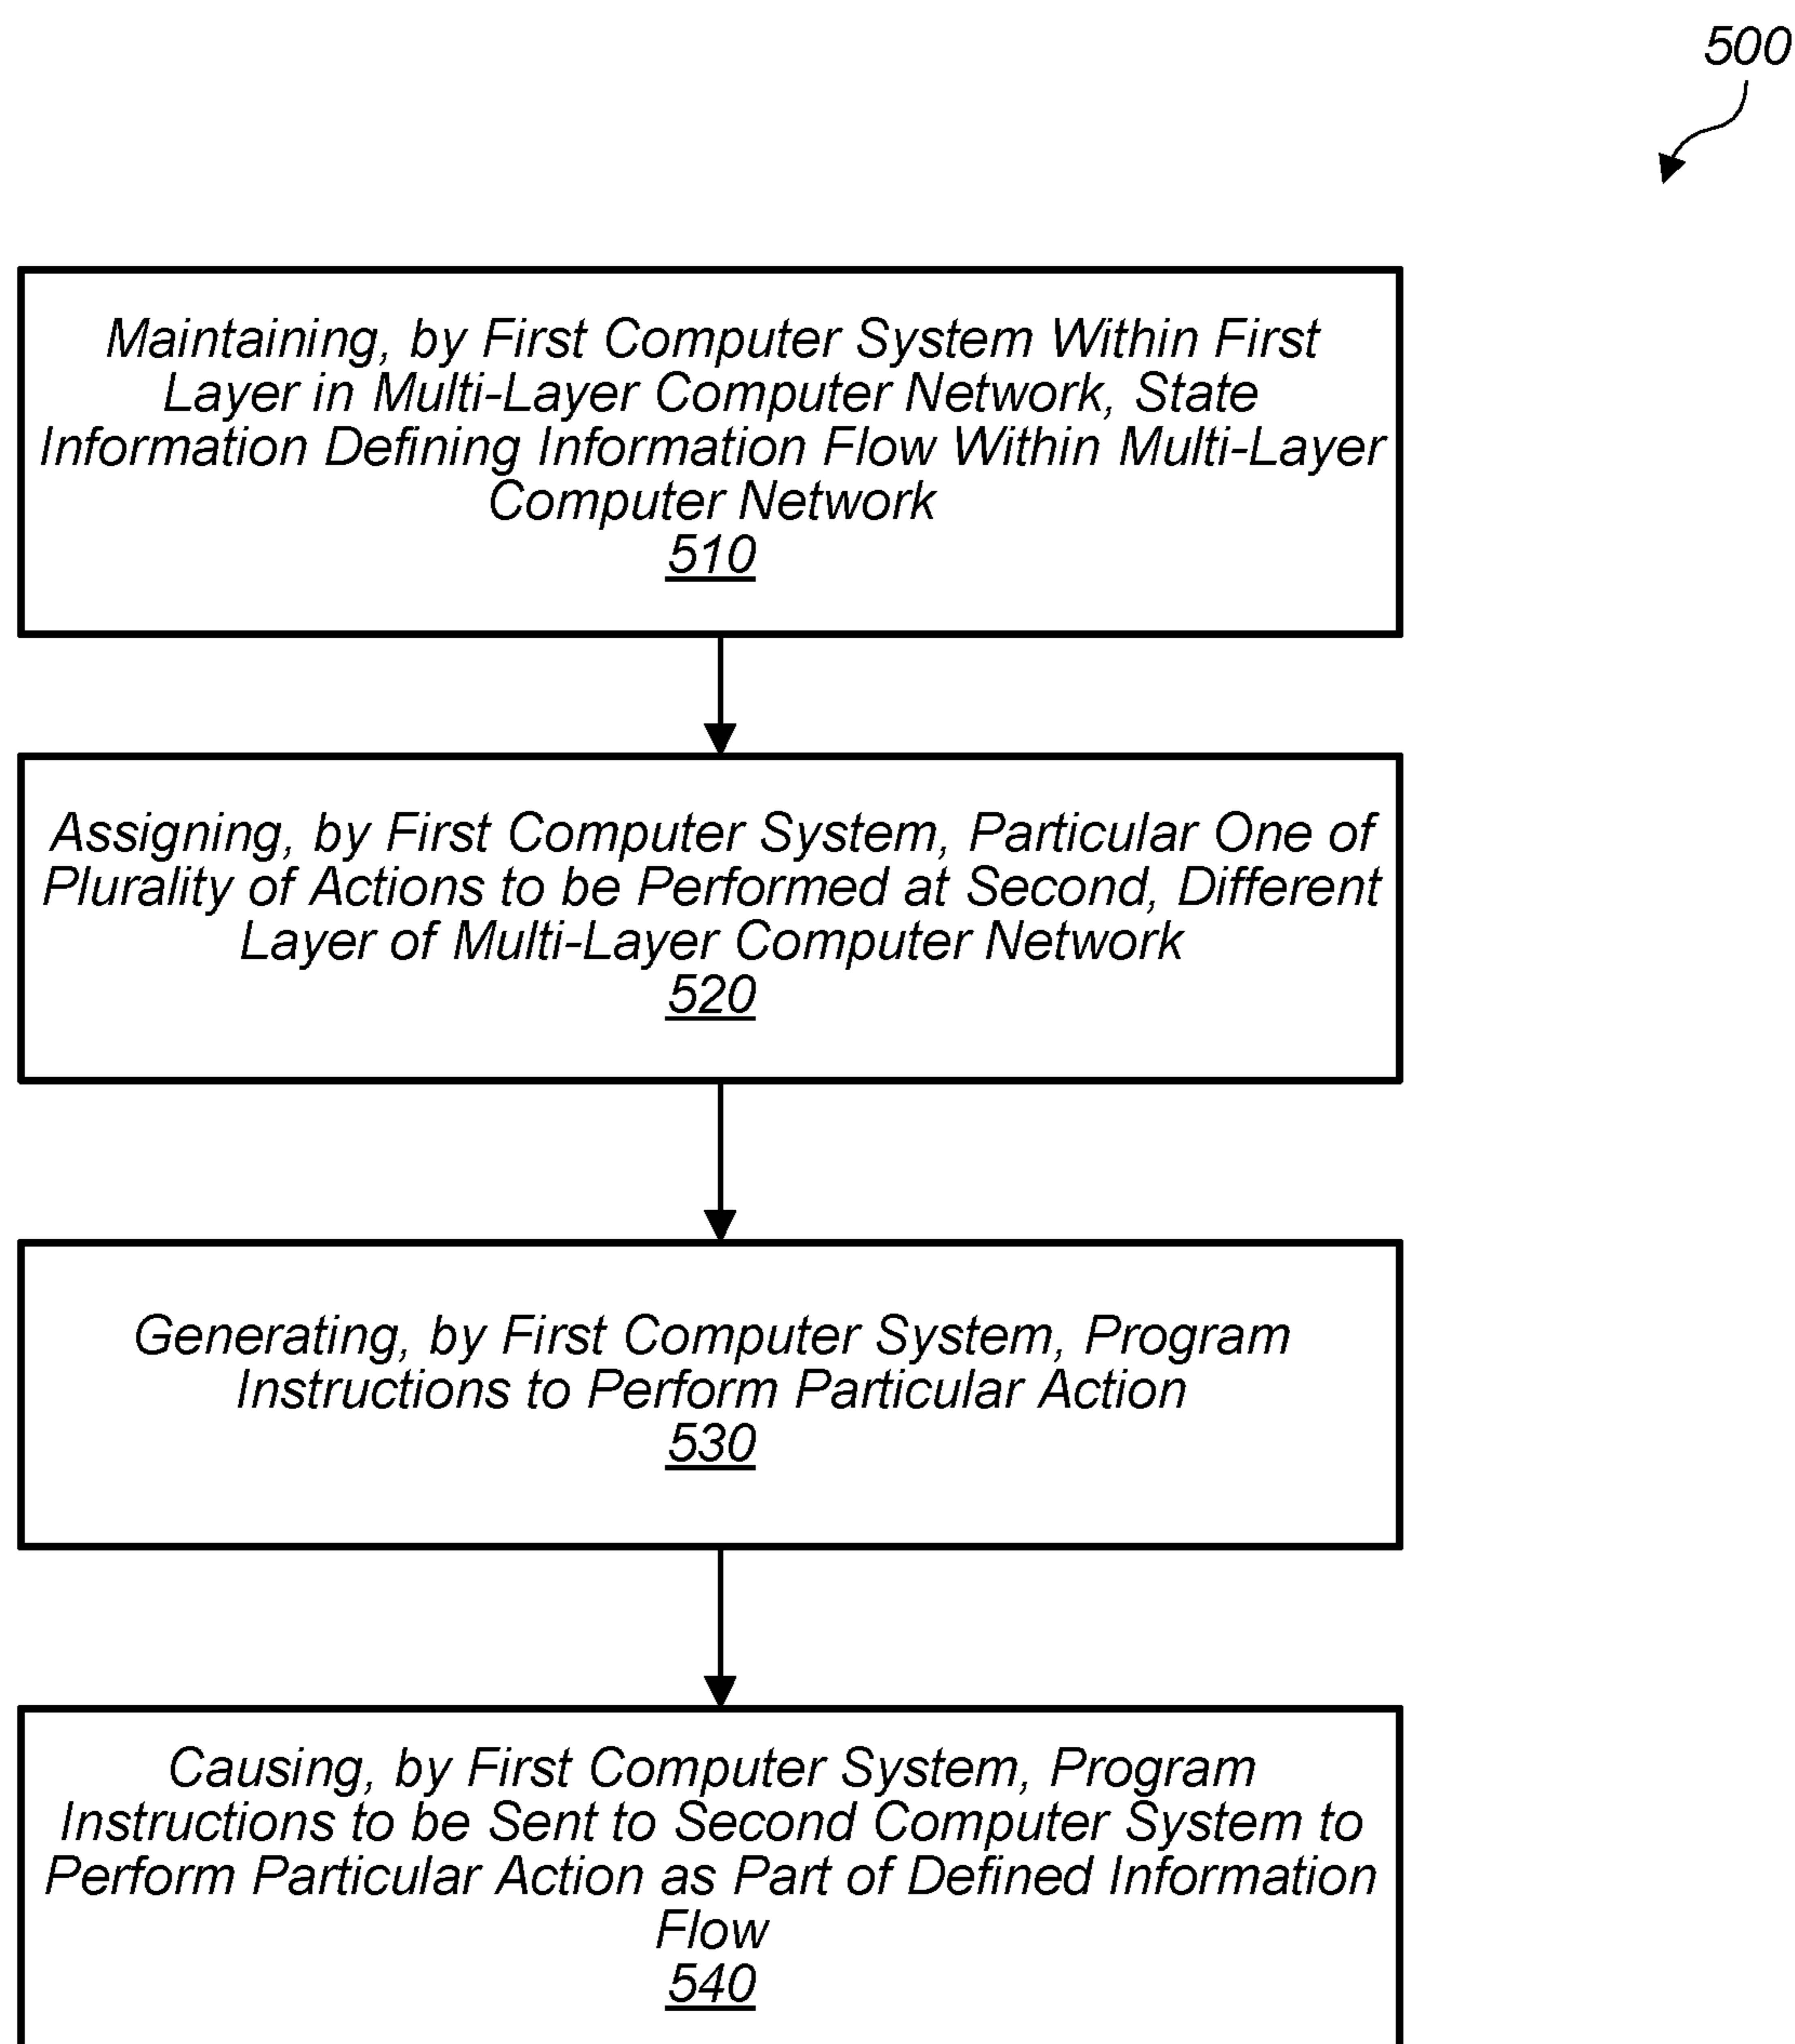 500
Maintaining, by First Computer System Within First
Layer in Multi-Layer Computer Network, State
Information Defining Information Flow Within Multi-Layer
Computer Network
510
Assigning, by First Computer System, Particular One of
Plurality of Actions to be Performed at Second, Different
Layer of Multi-Layer Computer Network
520
Generating, by First Computer System, Program
Instructions to Perform Particular Action
530
Causing, by First Computer System, Program
Instructions to be Sent to Second Computer System to
Perform Particular Action as Part of Defined Information
Flow
540